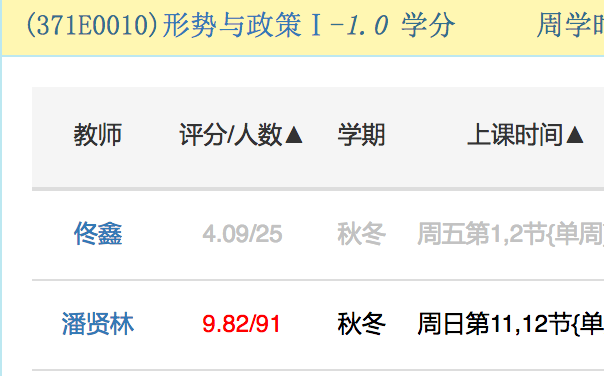 (371E0010)形势与政策Ⅰ-1.0 学分 周学时
教师 评分/人数▲ 学期 上课时间▲
佟鑫 4.09/25 秋冬 周五第1,2节{单周
潘贤林 9.82/91 秋冬 周日第11,12节{单